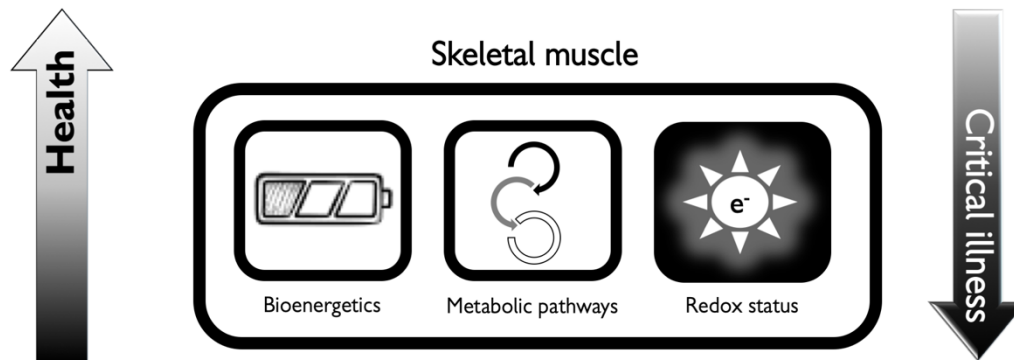 Health
Skeletal muscle
e-
Bioenergetics
Metabolic pathways
Redox status
Critical illness